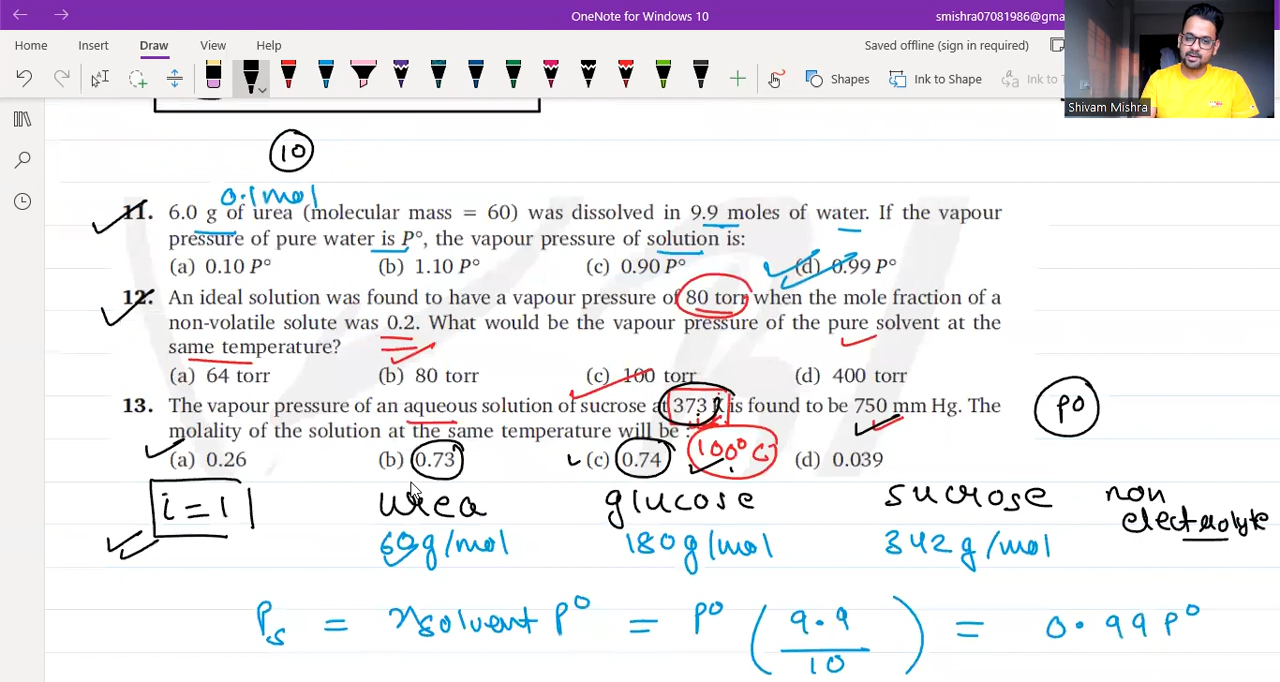 OneNote for Windows 10
smishra07081986@gma
Home Insert Draw View Help
Saved offline (sign in required)
Shapes Ink to Shape Ink to
Shivam Mishra
10
0.1mol
11. 6.0 g of urea (molecular mass = 60) was dissolved in 9.9 moles of water. If the vapour
pressure of pure water is P°, the vapour pressure of solution is:
(a) 0.10 P° (b) 1.10 P° (c) 0.90 P° (d) 0.99 P°
12. An ideal solution was found to have a vapour pressure of 80 torr when the mole fraction of a
non-volatile solute was 0.2. What would be the vapour pressure of the pure solvent at the
same temperature?
(a) 64 torr (b) 80 torr (c) 100 torr (d) 400 torr
13. The vapour pressure of an aqueous solution of sucrose at 373 K is found to be 750 mm Hg. The
molality of the solution at the same temperature will be :
P°
100° C
(a) 0.26 (b) 0.73 (c) 0.74 (d) 0.039
i = 1 urea glucose sucrose non
electrolyte
60g/mol 180g/mol 342g/mol
Ps = xsolvent P° = P° (9.9/10) = 0.99 P°